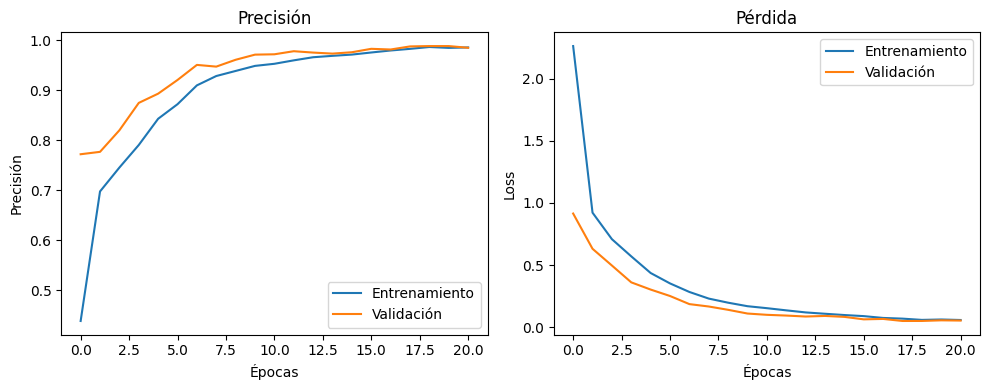 Precisión
1.0
0.9
0.8
0.7
0.6
0.5
Precisión
Entrenamiento
Validación
0.0 2.5 5.0 7.5 10.0 12.5 15.0 17.5 20.0
Épocas
Pérdida
2.0
1.5
1.0
0.5
0.0
Loss
Entrenamiento
Validación
0.0 2.5 5.0 7.5 10.0 12.5 15.0 17.5 20.0
Épocas